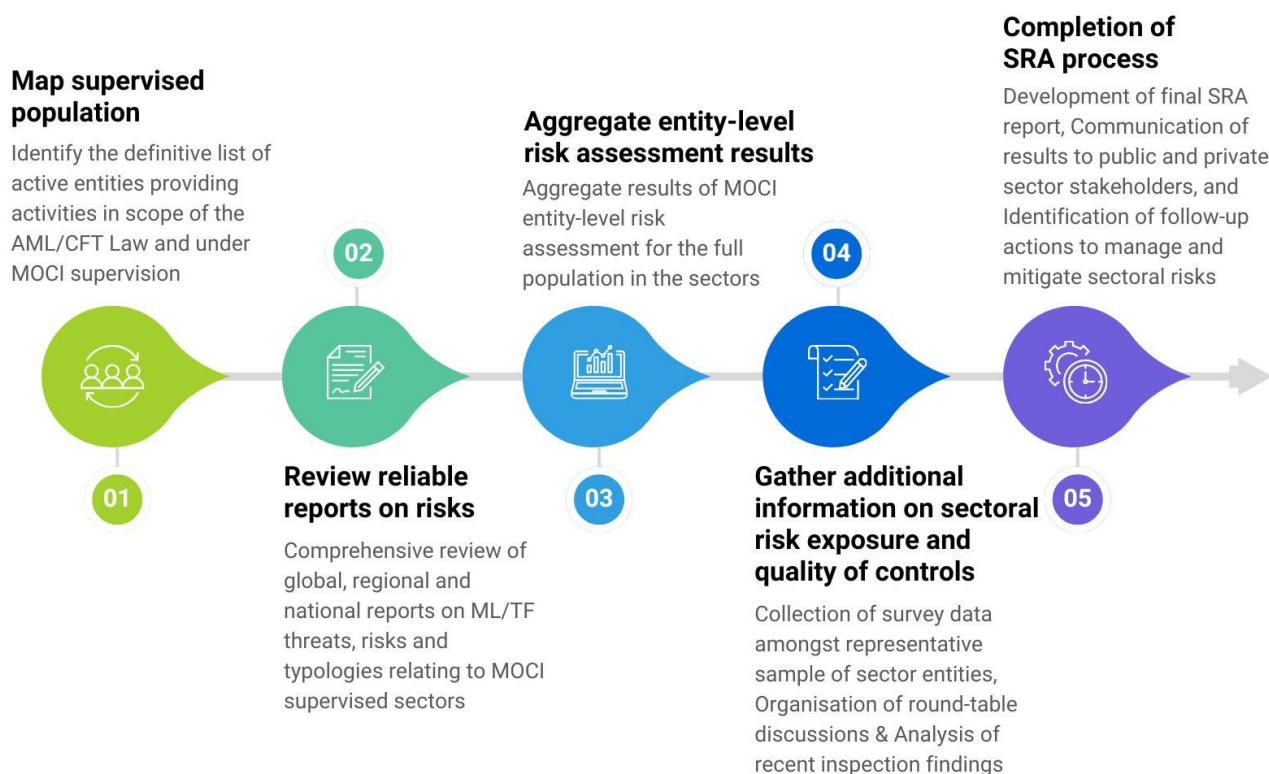 Map supervised
population
Identify the definitive list of
active entities providing
activities in scope of the
AML/CFT Law and under
MOCI supervision
01
02
Review reliable
reports on risks
Comprehensive review of
global, regional and
national reports on ML/TF
threats, risks and
typologies relating to MOCI
supervised sectors
Aggregate entity-level
risk assessment results
Aggregate results of MOCI
entity-level risk
assessment for the full
population in the sectors
03
04
Gather additional
information on sectoral
risk exposure and
quality of controls
Collection of survey data
amongst representative
sample of sector entities,
Organisation of round-table
discussions & Analysis of
recent inspection findings
Completion of
SRA process
Development of final SRA
report, Communication of
results to public and private
sector stakeholders, and
Identification of follow-up
actions to manage and
mitigate sectoral risks
05